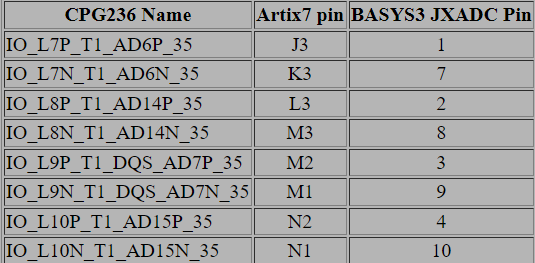 CPG236 Name Artix7 pin BASYS3 JXADC Pin
IO_L7P_T1_AD6P_35 J3 1
IO_L7N_T1_AD6N_35 K3 7
IO_L8P_T1_AD14P_35 L3 2
IO_L8N_T1_AD14N_35 M3 8
IO_L9P_T1_DQS_AD7P_35 M2 3
IO_L9N_T1_DQS_AD7N_35 M1 9
IO_L10P_T1_AD15P_35 N2 4
IO_L10N_T1_AD15N_35 N1 10